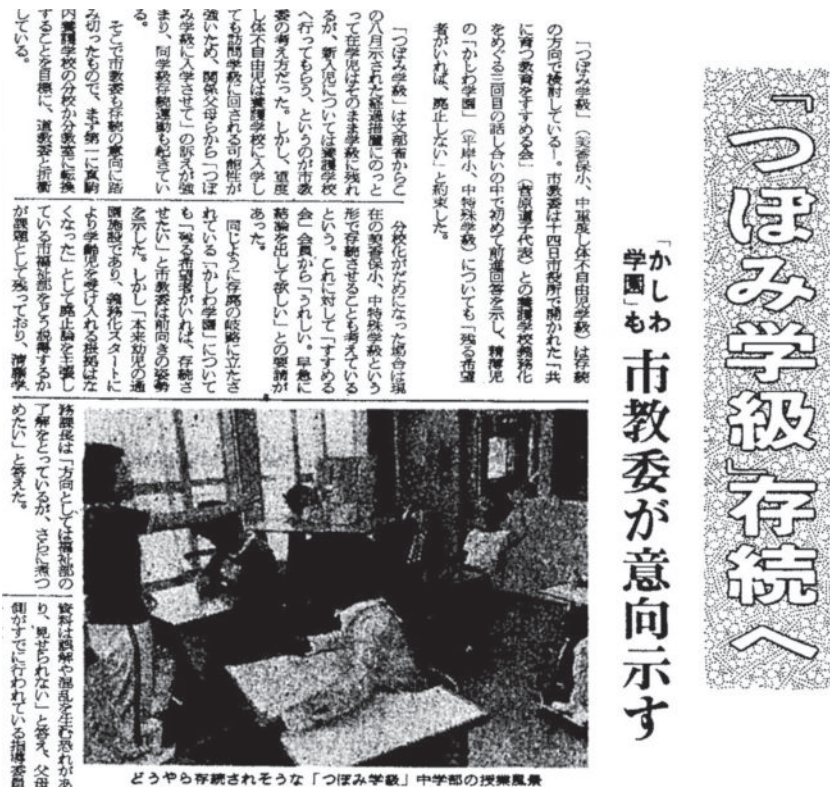 「つぼみ学級」存続へ
「かしわ
学園」も
市教委が意向示す
「つぼみ学級」（美香保小、中重度し体不自由児学級）は存続
の方向で検討している―。市教委は十四日市役所で開かれた「共
に育つ教育をすすめる会」（菅原道子代表）との養護学校義務化
をめぐる三回目の話し合いの中で初めて前進回答を示し、精薄児
の「かしわ学園」（平岸小、中特殊学級）についても「残る希望
者がいれば、廃止しない」と約束した。
「つぼみ学級」は文部省からこ
の八月示された経過措置にのっと
って在学児はそのまま学級に残れ
るが、新入児については養護学校
へ行ってもらう、というのが市教
委の考え方だった。しかし、重度
し体不自由児は養護学校に入学し
ても訪問学級に回される可能性が
強いため、関係父母らから「つぼ
み学級に入学させて」の訴えが強
まり、同学級存続運動も起きてい
る。
そこで市教委も存続の意向に踏
み切ったもので、まず第一に真駒
内養護学校の分校か分教室に転換
することを目標に、道教委と折衝
している。
分校化がだめになった場合は現
在の美香保小、中特殊学級という
形で存続させることも考えている
という。これに対して「すすめる
会」会員から「うれしい。早急に
結論を出して欲しい」との要請が
あった。
同じように存廃の岐路に立たさ
れている「かしわ学園」について
も「残る希望者がいれば、存続さ
せたい」と市教委は前向きの姿勢
を示した。しかし「本来幼児の通
園施設であり、義務化スタートに
より学齢児を受け入れる根拠はな
くなった」として廃止論を主張し
ている市福祉部をどう説得するか
が課題として残っており、
務課長は「方向としては福祉部の
了解をとっているが、さらに煮つ
めたい」と答えた。
資料は誤解や混乱を生む恐れがあ
り、見せられない」と答え、父母
側がすでに行われている指導委員
どうやら存続されそうな「つぼみ学級」中学部の授業風景